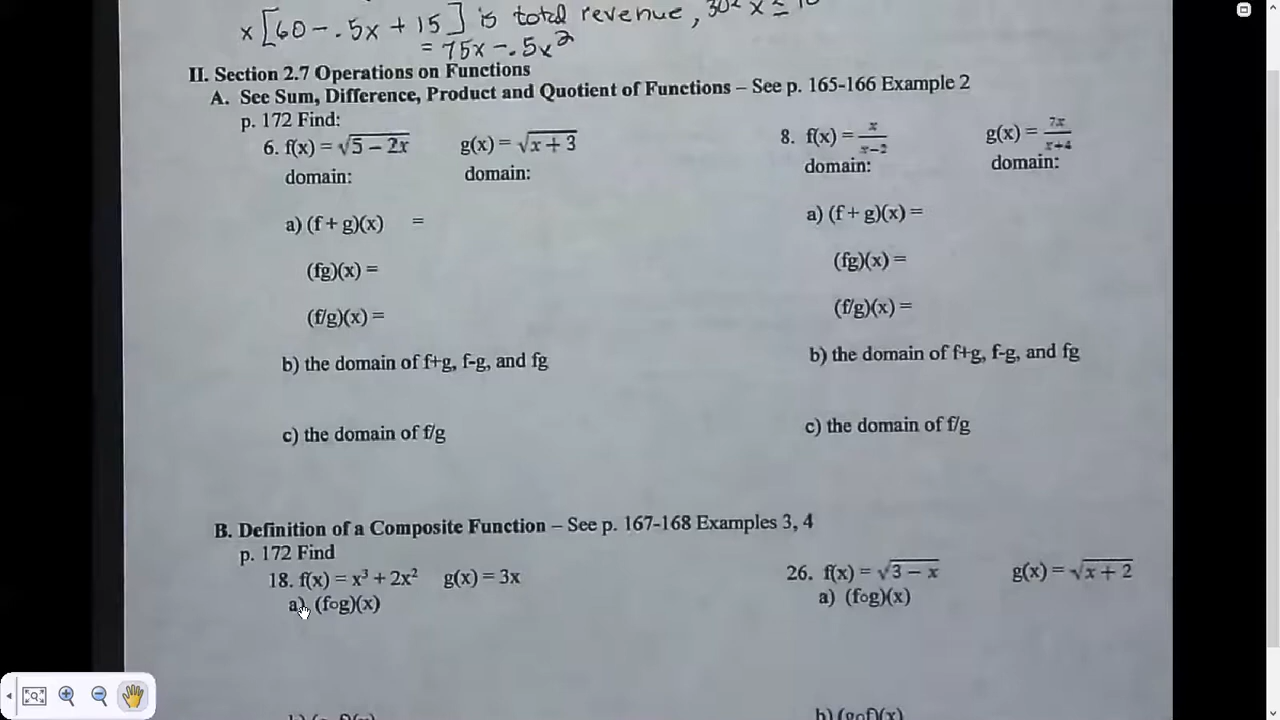 x[60 - .5x + 15] is total revenue,
= 75x - .5x²
II. Section 2.7 Operations on Functions
A. See Sum, Difference, Product and Quotient of Functions – See p. 165-166 Example 2
p. 172 Find:
6. f(x) = √(5 – 2x) g(x) = √(x + 3)
domain: domain:
a) (f + g)(x) =
(fg)(x) =
(f/g)(x) =
b) the domain of f+g, f-g, and fg
c) the domain of f/g
8. f(x) = x/(x–2) g(x) = 7x/(x+4)
domain: domain:
a) (f + g)(x) =
(fg)(x) =
(f/g)(x) =
b) the domain of f+g, f-g, and fg
c) the domain of f/g
B. Definition of a Composite Function – See p. 167-168 Examples 3, 4
p. 172 Find
18. f(x) = x³ + 2x² g(x) = 3x
a) (f∘g)(x)
26. f(x) = √(3 – x) g(x) = √(x + 2)
a) (f∘g)(x)
b) (gof)(x)